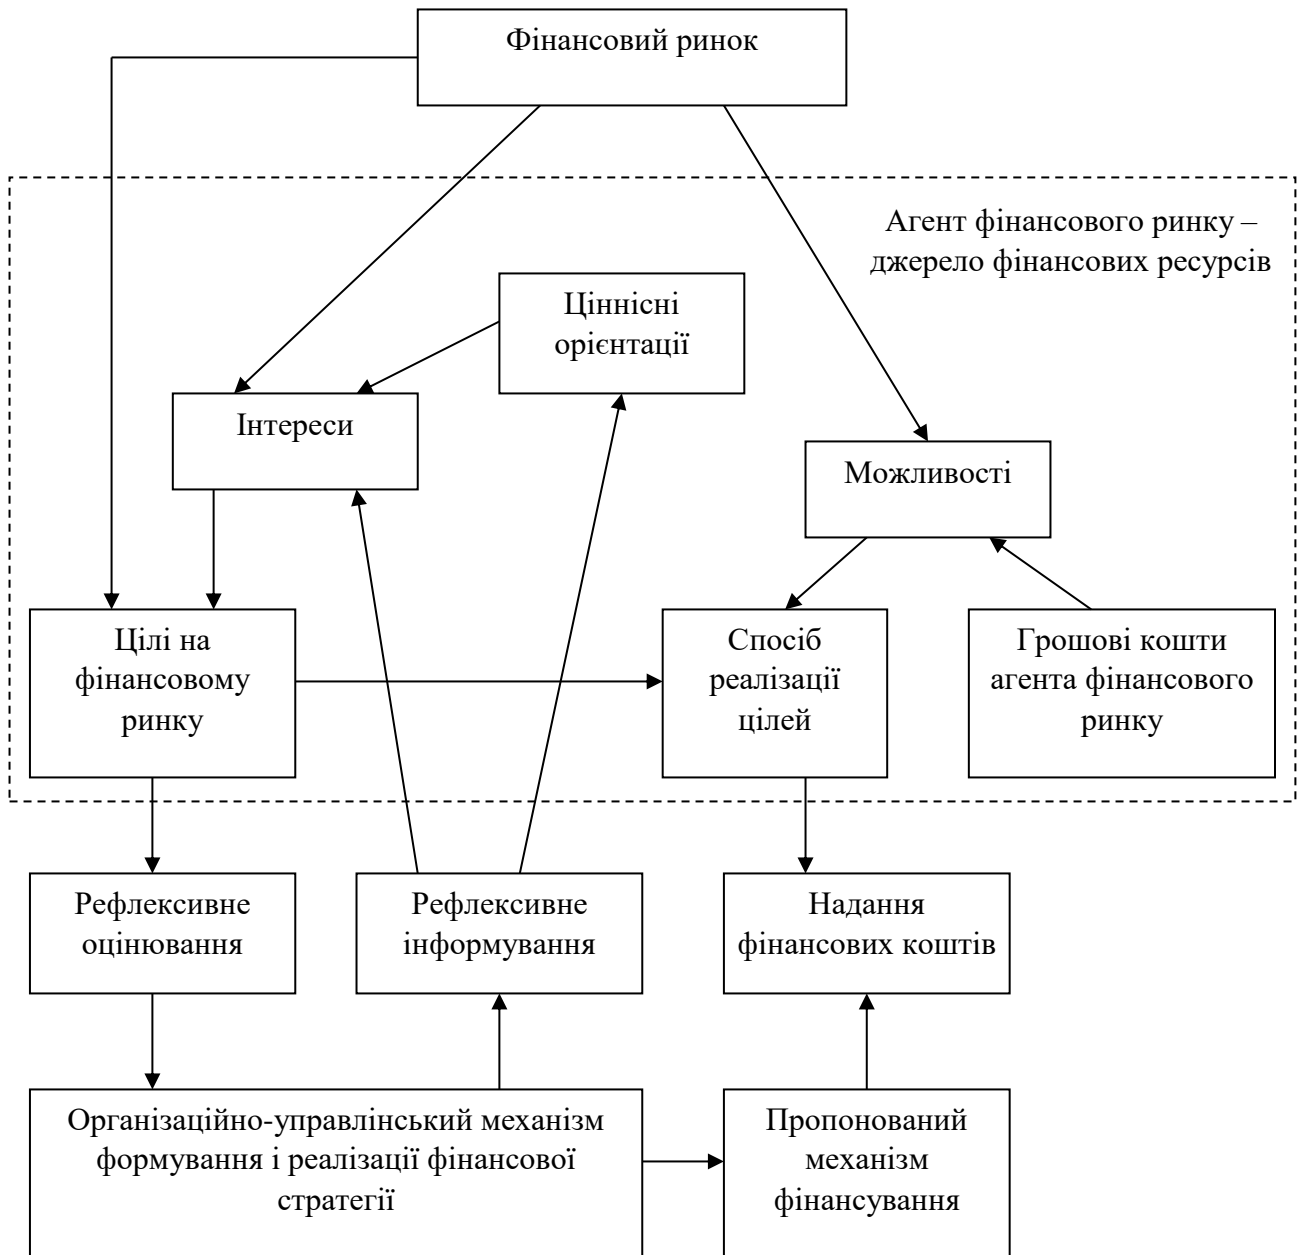 Фінансовий ринок
Агент фінансового ринку –
джерело фінансових ресурсів
Ціннісні
орієнтації
Інтереси
Можливості
Цілі на
фінансовому
ринку
Спосіб
реалізації
цілей
Грошові кошти
агента фінансового
ринку
Рефлексивне
оцінювання
Рефлексивне
інформування
Надання
фінансових коштів
Організаційно-управлінський механізм
формування і реалізації фінансової
стратегії
Пропонований
механізм
фінансування